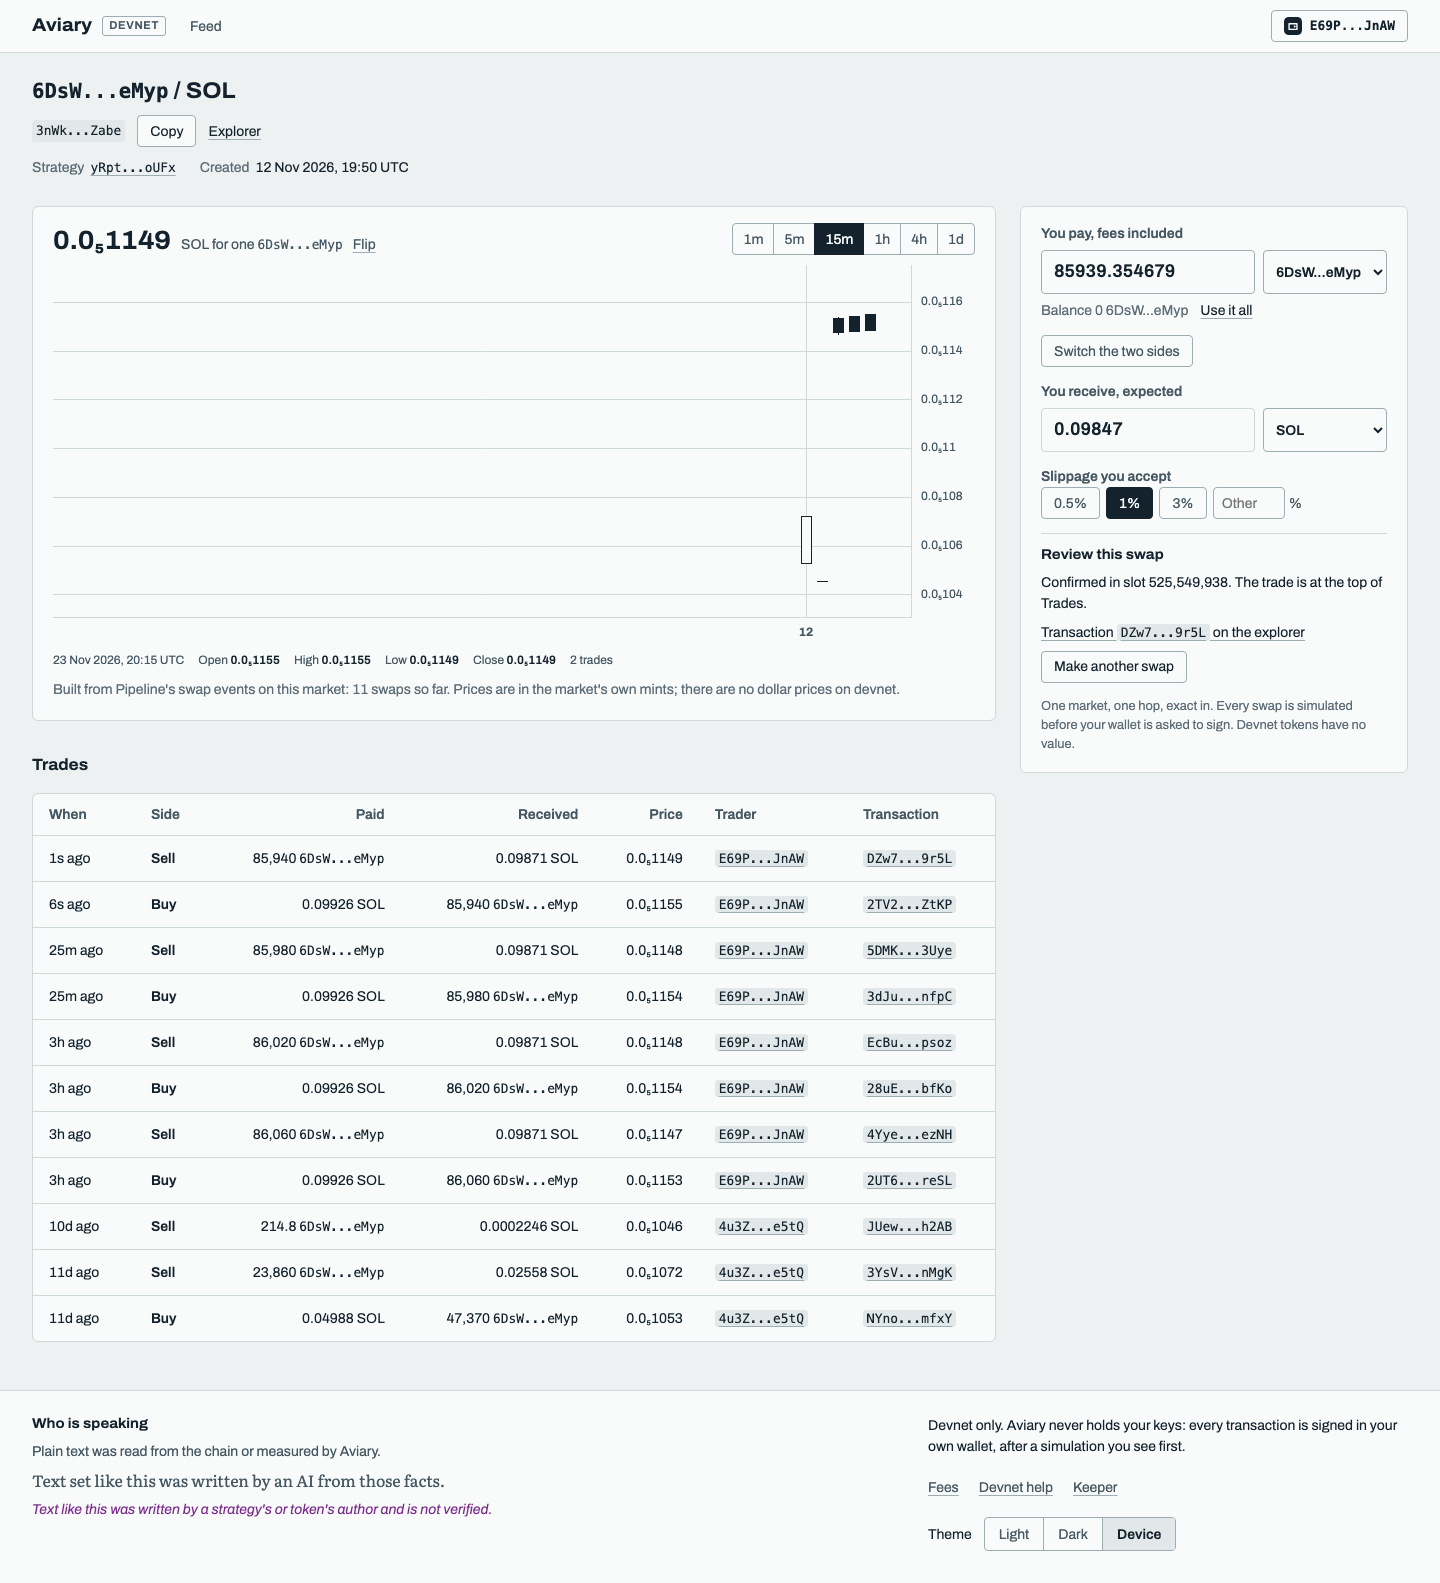 Aviary DEVNET Feed E69P...JnAW
6DsW...eMyp / SOL
3nWk...Zabe Copy Explorer
Strategy yRpt...oUFx Created 12 Nov 2026, 19:50 UTC
0.0₅1149 SOL for one 6DsW...eMyp Flip
1m 5m 15m 1h 4h 1d
0.0₅116
0.0₅114
0.0₅112
0.0₅11
0.0₅108
0.0₅106
0.0₅104
12
23 Nov 2026, 20:15 UTC Open 0.0₅1155 High 0.0₅1155 Low 0.0₅1149 Close 0.0₅1149 2 trades
Built from Pipeline's swap events on this market: 11 swaps so far. Prices are in the market's own mints; there are no dollar prices on devnet.
You pay, fees included
85939.354679 6DsW...eMyp
Balance 0 6DsW...eMyp Use it all
Switch the two sides
You receive, expected
0.09847 SOL
Slippage you accept
0.5% 1% 3% Other %
Review this swap
Confirmed in slot 525,549,938. The trade is at the top of
Trades.
Transaction DZw7...9r5L on the explorer
Make another swap
One market, one hop, exact in. Every swap is simulated
before your wallet is asked to sign. Devnet tokens have no
value.
Trades
When Side Paid Received Price Trader Transaction
1s ago Sell 85,940 6DsW...eMyp 0.09871 SOL 0.0₅1149 E69P...JnAW DZw7...9r5L
6s ago Buy 0.09926 SOL 85,940 6DsW...eMyp 0.0₅1155 E69P...JnAW 2TV2...ZtKP
25m ago Sell 85,980 6DsW...eMyp 0.09871 SOL 0.0₅1148 E69P...JnAW 5DMK...3Uye
25m ago Buy 0.09926 SOL 85,980 6DsW...eMyp 0.0₅1154 E69P...JnAW 3dJu...nfpC
3h ago Sell 86,020 6DsW...eMyp 0.09871 SOL 0.0₅1148 E69P...JnAW EcBu...psoz
3h ago Buy 0.09926 SOL 86,020 6DsW...eMyp 0.0₅1154 E69P...JnAW 28uE...bfKo
3h ago Sell 86,060 6DsW...eMyp 0.09871 SOL 0.0₅1147 E69P...JnAW 4Yye...ezNH
3h ago Buy 0.09926 SOL 86,060 6DsW...eMyp 0.0₅1153 E69P...JnAW 2UT6...reSL
10d ago Sell 214.8 6DsW...eMyp 0.0002246 SOL 0.0₅1046 4u3Z...e5tQ JUew...h2AB
11d ago Sell 23,860 6DsW...eMyp 0.02558 SOL 0.0₅1072 4u3Z...e5tQ 3YsV...nMgK
11d ago Buy 0.04988 SOL 47,370 6DsW...eMyp 0.0₅1053 4u3Z...e5tQ NYno...mfxY
Who is speaking
Plain text was read from the chain or measured by Aviary.
Text set like this was written by an AI from those facts.
Text like this was written by a strategy's or token's author and is not verified.
Devnet only. Aviary never holds your keys: every transaction is signed in your
own wallet, after a simulation you see first.
Fees Devnet help Keeper
Theme Light Dark Device